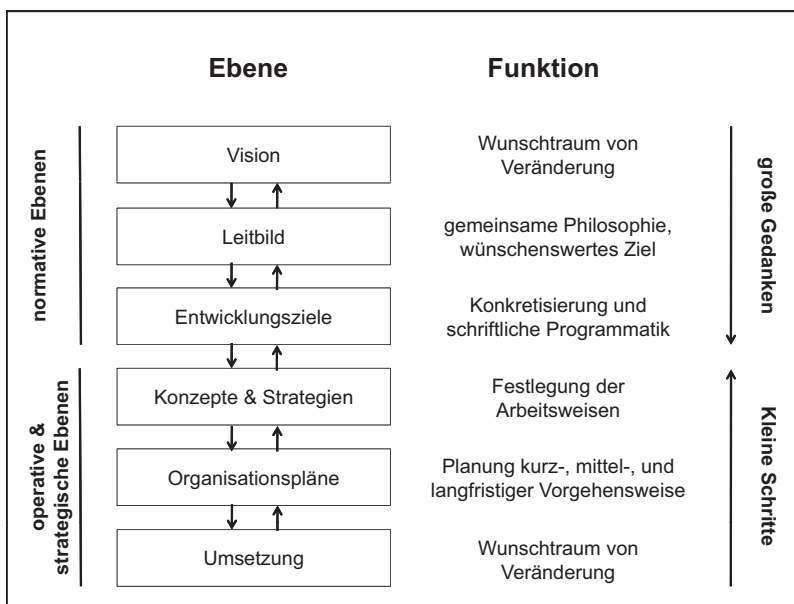 Ebene Funktion
normative Ebenen
Vision
Wunschtraum von
Veränderung
Leitbild
gemeinsame Philosophie,
wünschenswertes Ziel
Entwicklungsziele
Konkretisierung und
schriftliche Programmatik
große Gedanken
operative &
strategische Ebenen
Konzepte & Strategien
Festlegung der
Arbeitsweisen
Organisationspläne
Planung kurz-, mittel-, und
langfristiger Vorgehensweise
Umsetzung
Wunschtraum von
Veränderung
Kleine Schritte